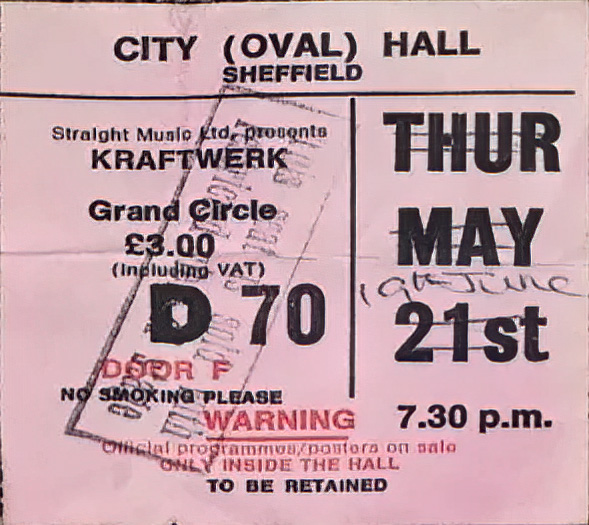 CITY (OVAL) HALL
SHEFFIELD
Straight Music Ltd. presents
KRAFTWERK
Grand Circle
£3.00
(Including VAT)
D 70
DOOR F
NO SMOKING PLEASE
WARNING
Official programmes/posters on sale
ONLY INSIDE THE HALL
TO BE RETAINED
THUR
MAY
19th June
21st
7.30 p.m.